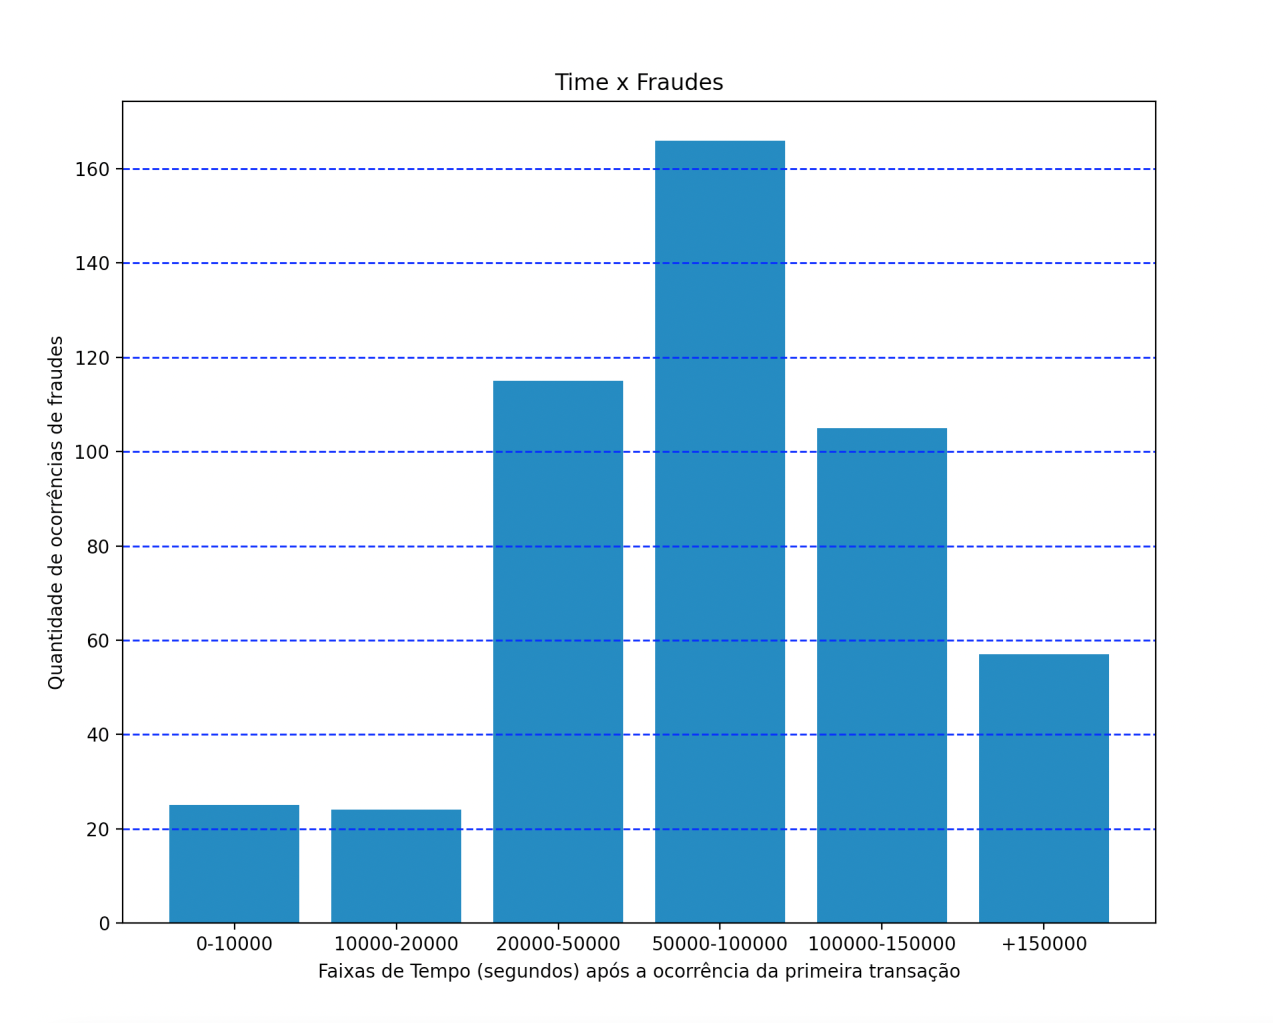 Time x Fraudes
160
140
120
100
80
60
40
20
0
Quantidade de ocorrências de fraudes
0-10000 10000-20000 20000-50000 50000-100000 100000-150000 +150000
Faixas de Tempo (segundos) após a ocorrência da primeira transação